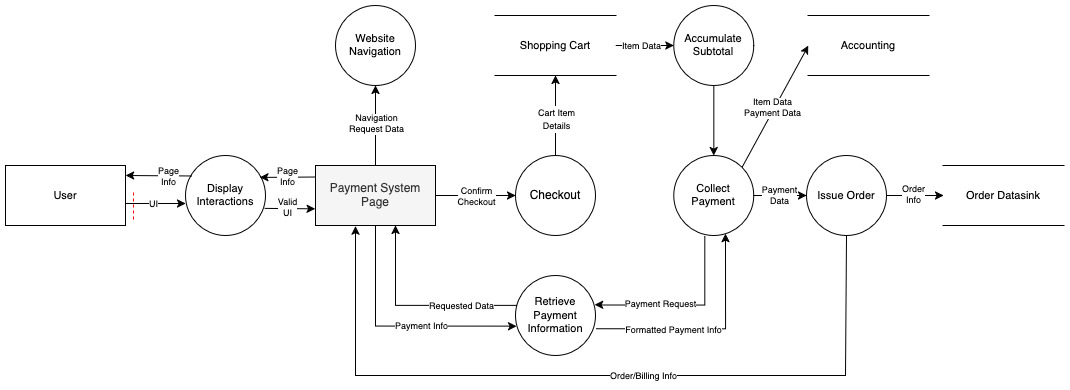 Website
Navigation
Shopping Cart
Item Data
Accumulate
Subtotal
Accounting
Navigation
Request Data
Cart Item
Details
Item Data
Payment Data
User
Page
Info
UI
Display
Interactions
Page
Info
Valid
UI
Payment System
Page
Confirm
Checkout
Checkout
Collect
Payment
Payment
Data
Issue Order
Order
Info
Order Datasink
Requested Data
Payment Info
Retrieve
Payment
Information
Payment Request
Formatted Payment Info
Order/Billing Info